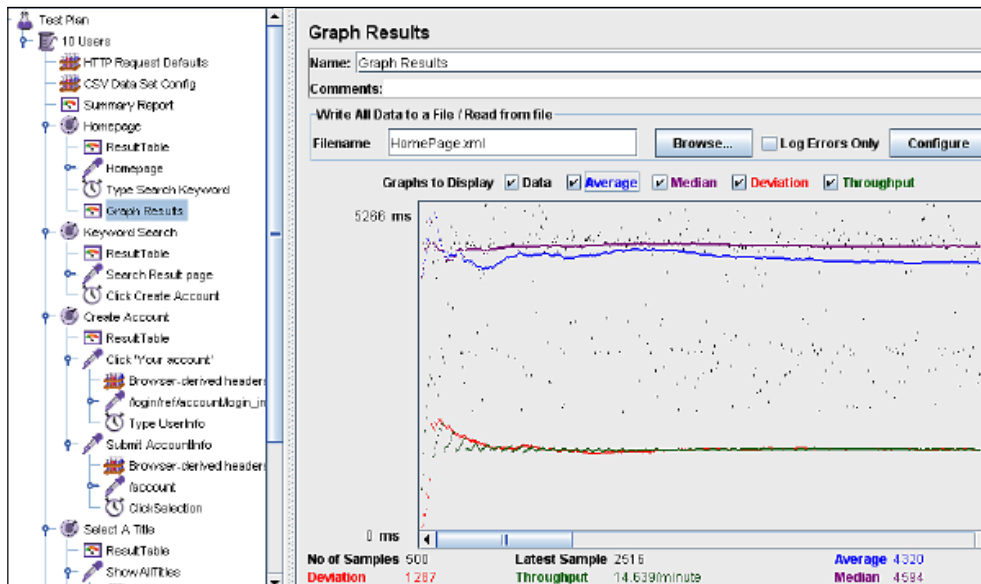 Test Plan
10 Users
HTTP Request Defaults
CSV Data Set Config
Summary Report
Homepage
ResultTable
Homepage
Type Search Keyword
Graph Results
Keyword Search
ResultTable
Search Result page
Click Create Account
Create Account
ResultTable
Click 'Your account'
Browser-derived headers
/login/ref/account/login_in
Type UserInfo
Submit AccountInfo
Browser-derived headers
/account
ClickSelection
Select A Title
ResultTable
ShowAllTitles
Graph Results
Name: Graph Results
Comments:
Write All Data to a File / Read from file
Filename HomePage.xml Browse... Log Errors Only Configure
Graphs to Display Data Average Median Deviation Throughput
5266 ms
0 ms
No of Samples 500 Latest Sample 2516 Average 4320
Deviation 1287 Throughput 14.639/minute Median 4584